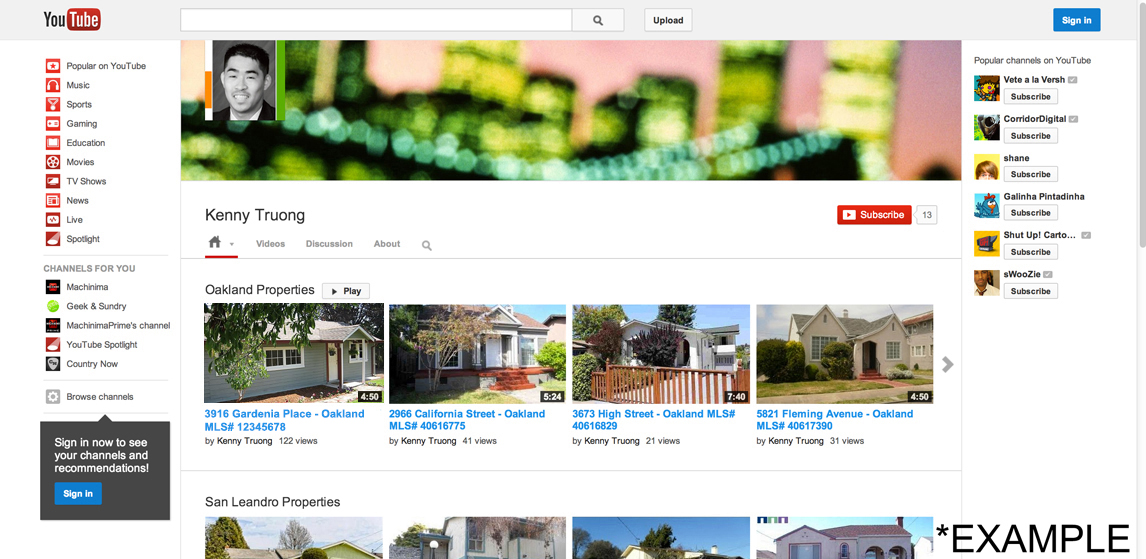 YouTube
Upload
Sign in
Popular on YouTube
Music
Sports
Gaming
Education
Movies
TV Shows
News
Live
Spotlight
CHANNELS FOR YOU
Machinima
Geek & Sundry
MachinimaPrime's channel
YouTube Spotlight
Country Now
Browse channels
Sign in now to see
your channels and
recommendations!
Sign in
Kenny Truong
Subscribe 13
Videos Discussion About
Oakland Properties Play
4:50
5:24
7:40
4:50
3916 Gardenia Place - Oakland
MLS# 12345678
by Kenny Truong 122 views
2966 California Street - Oakland
MLS# 40616775
by Kenny Truong 41 views
3673 High Street - Oakland MLS#
40616829
by Kenny Truong 21 views
5821 Fleming Avenue - Oakland
MLS# 40617390
by Kenny Truong 31 views
San Leandro Properties
Popular channels on YouTube
Vete a la Versh
Subscribe
CorridorDigital
Subscribe
shane
Subscribe
Galinha Pintadinha
Subscribe
Shut Up! Carto...
Subscribe
sWooZie
Subscribe
*EXAMPLE